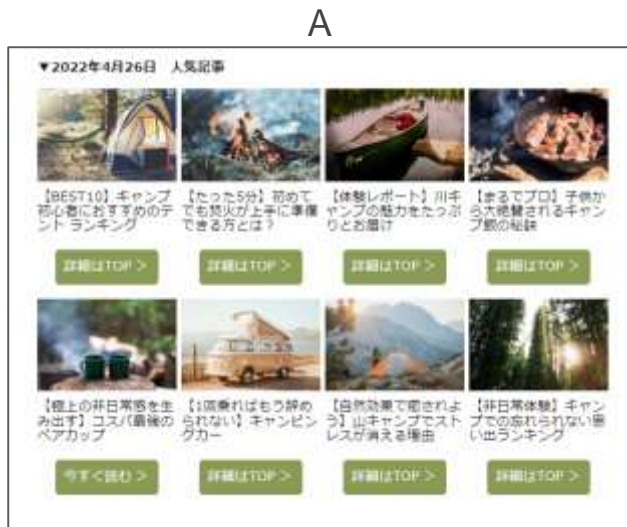 A
▼2022年4月26日 人気記事
【BEST10】キャンプ
初心者におすすめのテ
ント ランキング
【たった5分】初めて
でも焚火が上手に準備
できる方とは？
【体験レポート】川キ
ャンプの魅力をたっぷ
りとお届け
【まるでプロ】子供か
ら大絶賛されるキャン
プ飯の秘訣
詳細はTOP >
詳細はTOP >
詳細はTOP >
詳細はTOP >
【極上の非日常感を生
み出す】コスパ最強の
ペアカップ
【1回乗ればもう辞め
られない】キャンピン
グカー
【自然効果で癒されよ
う】山キャンプでスト
レスが消える理由
【非日常体験】キャン
プでの忘れられない思
い出ランキング
今すぐ読む >
詳細はTOP >
詳細はTOP >
詳細はTOP >